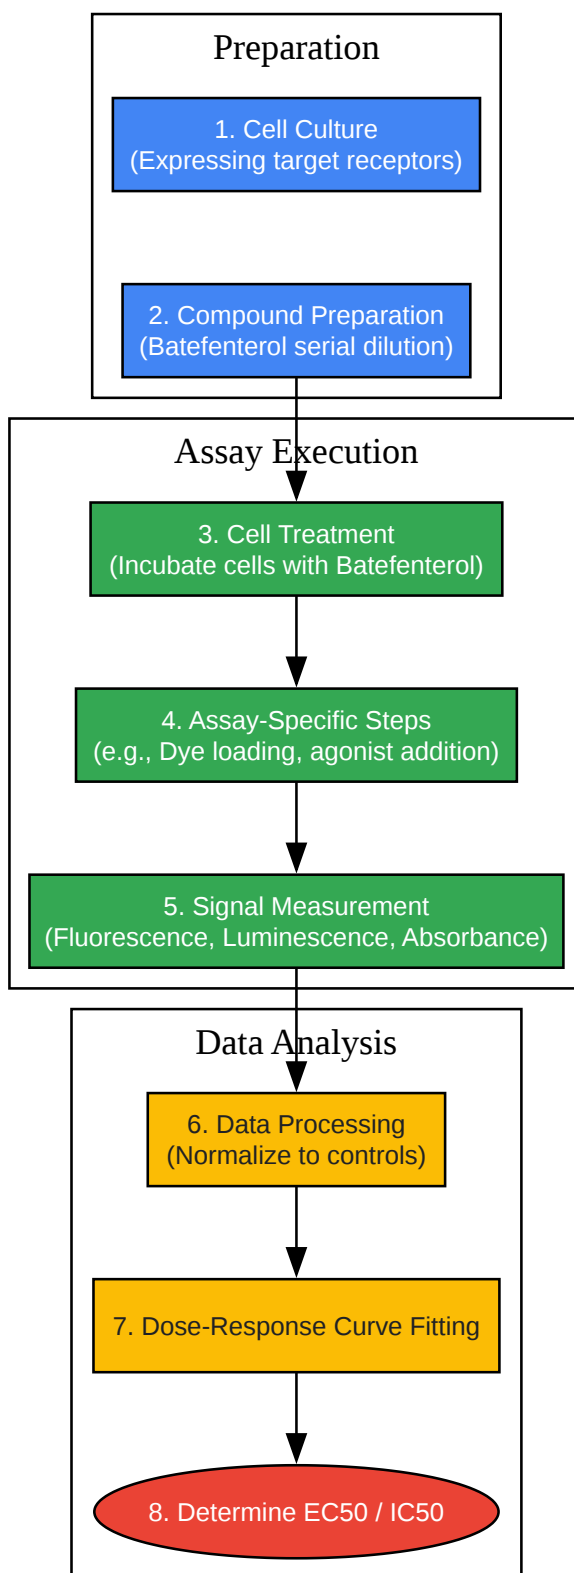 Preparation
1. Cell Culture
(Expressing target receptors)
2. Compound Preparation
(Batefenterol serial dilution)
Assay Execution
3. Cell Treatment
(Incubate cells with Batefenterol)
4. Assay-Specific Steps
(e.g., Dye loading, agonist addition)
5. Signal Measurement
(Fluorescence, Luminescence, Absorbance)
Data Analysis
6. Data Processing
(Normalize to controls)
7. Dose-Response Curve Fitting
8. Determine EC50 / IC50